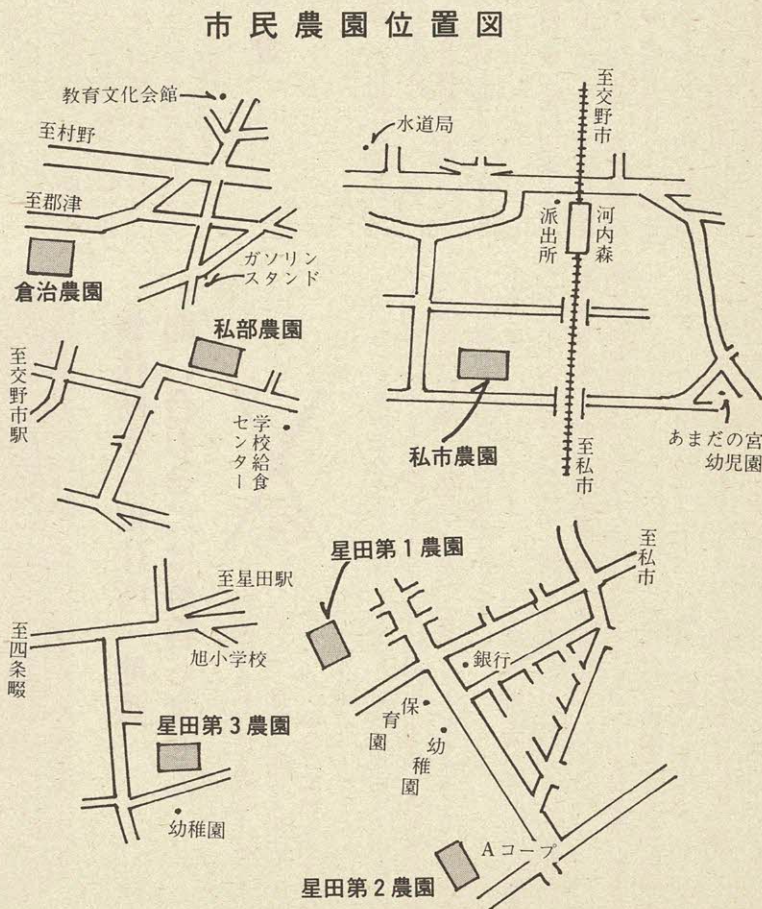 市民農園位置図
教育文化会館
至村野
至郡津
ガソリン
スタンド
倉治農園
水道局
至交野市
派出所
河内森
私部農園
至交野市駅
学校給食
センター
私市農園
至私市
あまだの宮
幼児園
星田第1農園
至星田駅
至四条畷
旭小学校
星田第3農園
幼稚園
至私市
銀行
保育園
幼稚園
Aコープ
星田第2農園